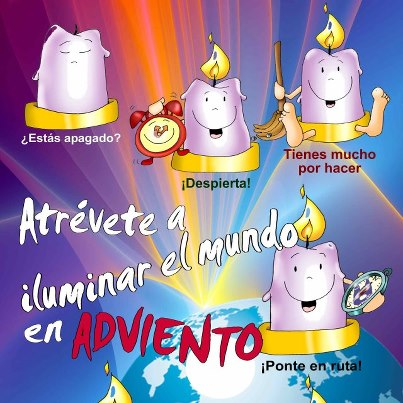 ¿Estás apagado?
¡Despierta!
Tienes mucho
por hacer
Atrévete a
iluminar el mundo
en ADVIENTO
¡Ponte en ruta!